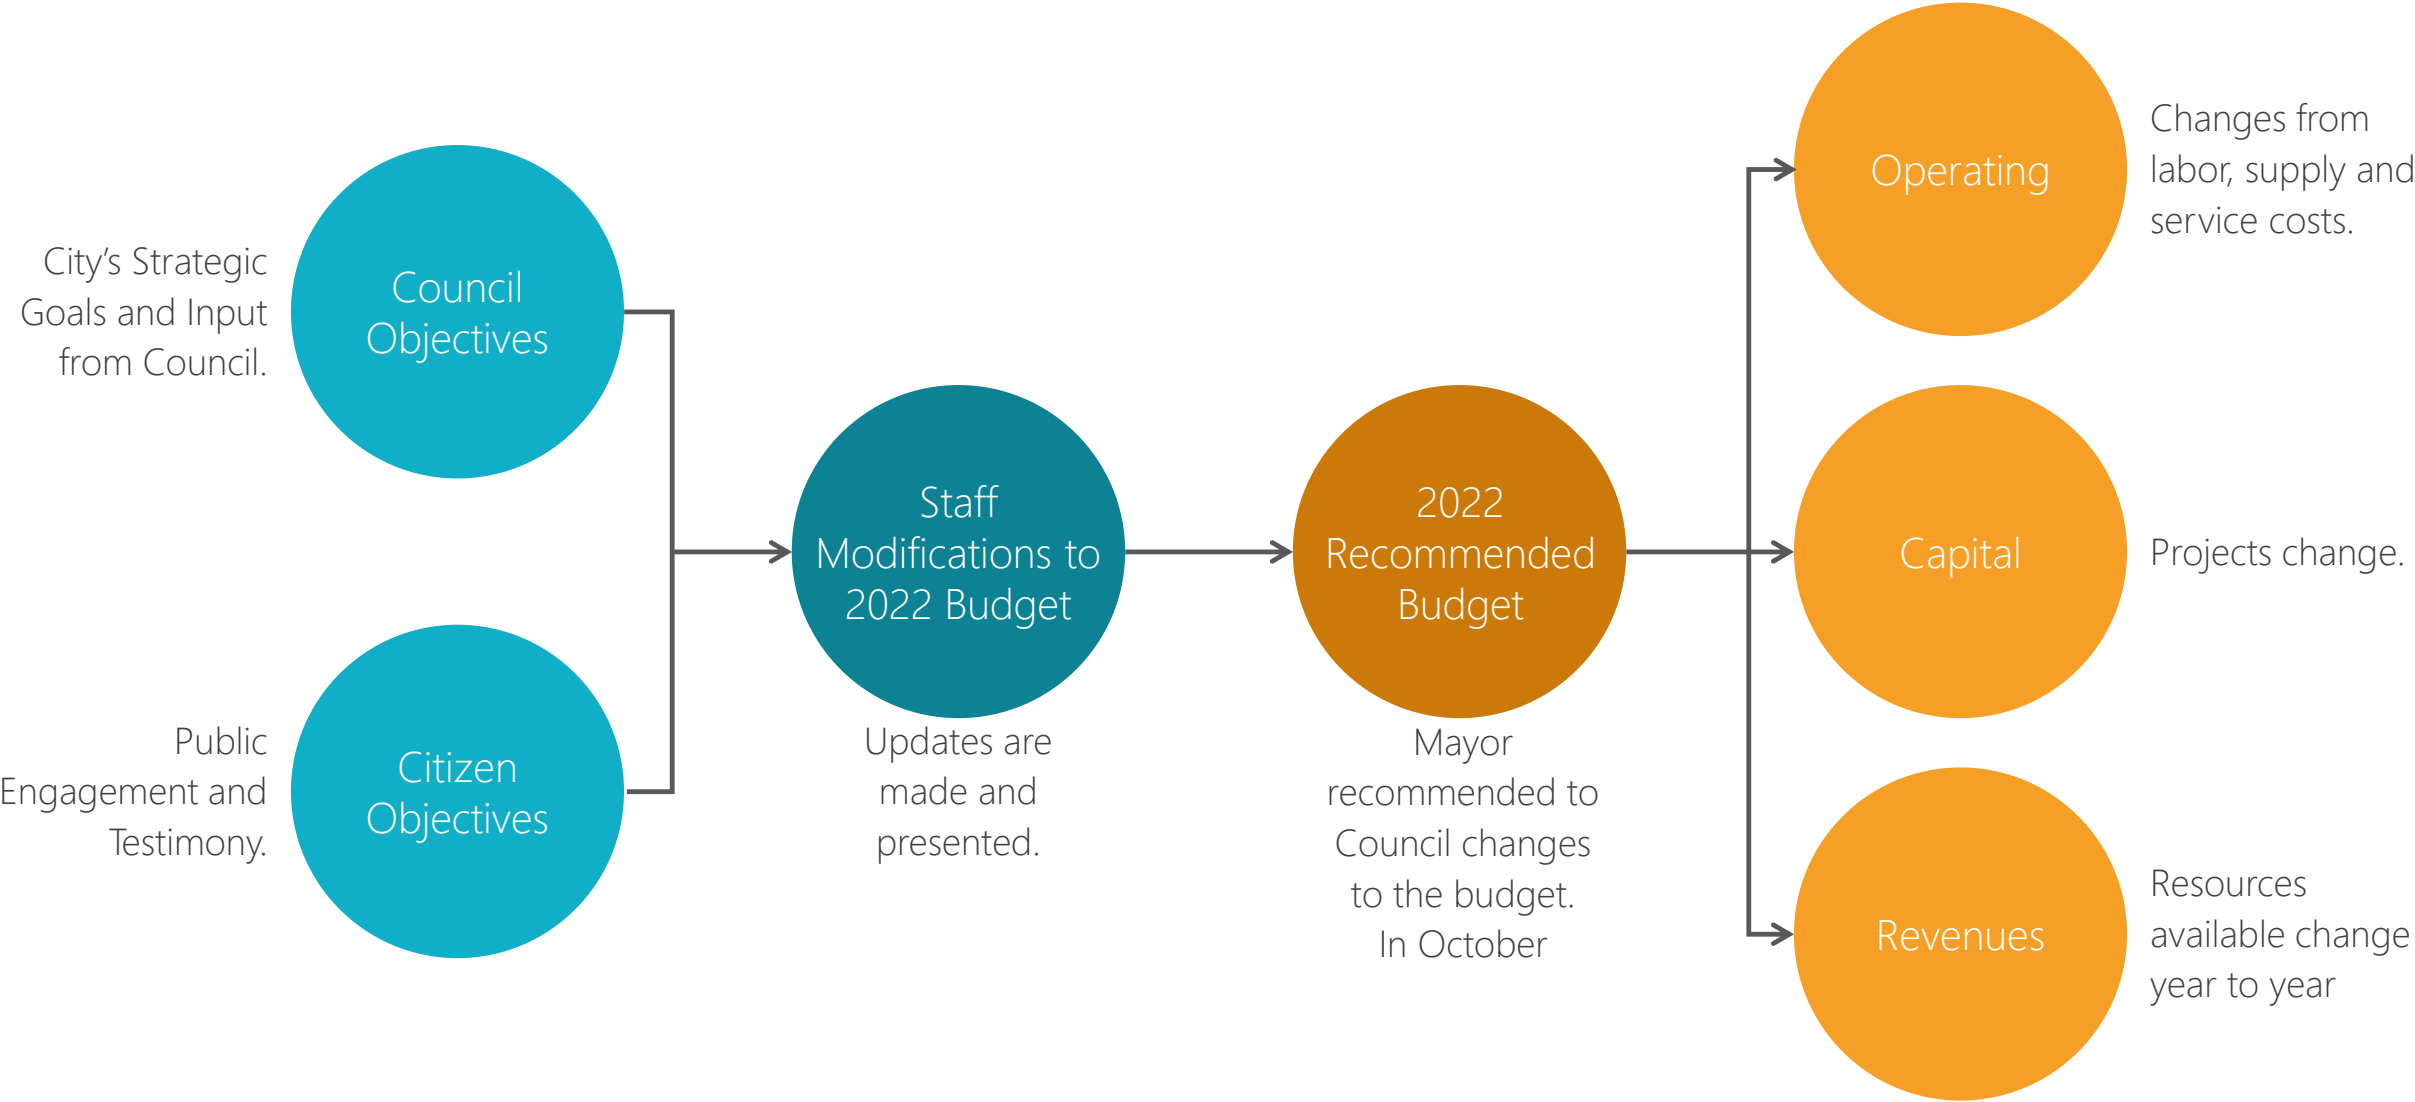 City’s Strategic
Goals and Input
from Council.
Council
Objectives
Public
Engagement and
Testimony.
Citizen
Objectives
Staff
Modifications to
2022 Budget
Updates are
made and
presented.
2022
Recommended
Budget
Mayor
recommended to
Council changes
to the budget.
In October
Operating
Changes from
labor, supply and
service costs.
Capital
Projects change.
Revenues
Resources
available change
year to year